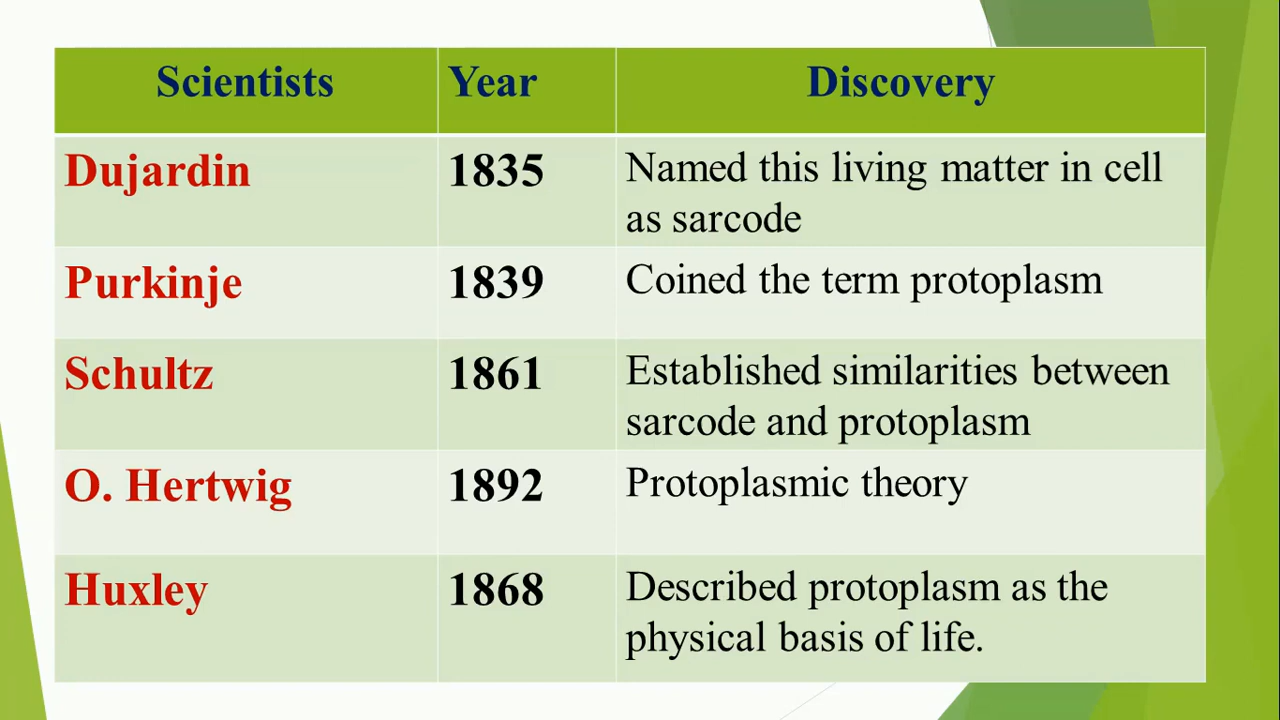 Scientists Year Discovery
Dujardin 1835 Named this living matter in cell
as sarcode
Purkinje 1839 Coined the term protoplasm
Schultz 1861 Established similarities between
sarcode and protoplasm
O. Hertwig 1892 Protoplasmic theory
Huxley 1868 Described protoplasm as the
physical basis of life.